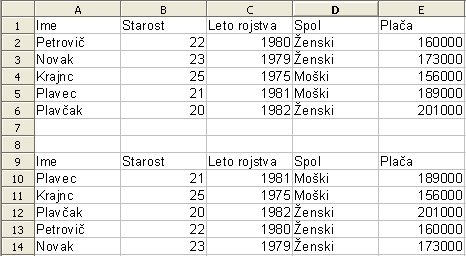 A B C D E
1 Ime Starost Leto rojstva Spol Plača
2 Petrovič 22 1980 Ženski 160000
3 Novak 23 1979 Ženski 173000
4 Krajnc 25 1975 Moški 156000
5 Plavec 21 1981 Moški 189000
6 Plavčak 20 1982 Ženski 201000
7
8
9 Ime Starost Leto rojstva Spol Plača
10 Plavec 21 1981 Moški 189000
11 Krajnc 25 1975 Moški 156000
12 Plavčak 20 1982 Ženski 201000
13 Petrovič 22 1980 Ženski 160000
14 Novak 23 1979 Ženski 173000